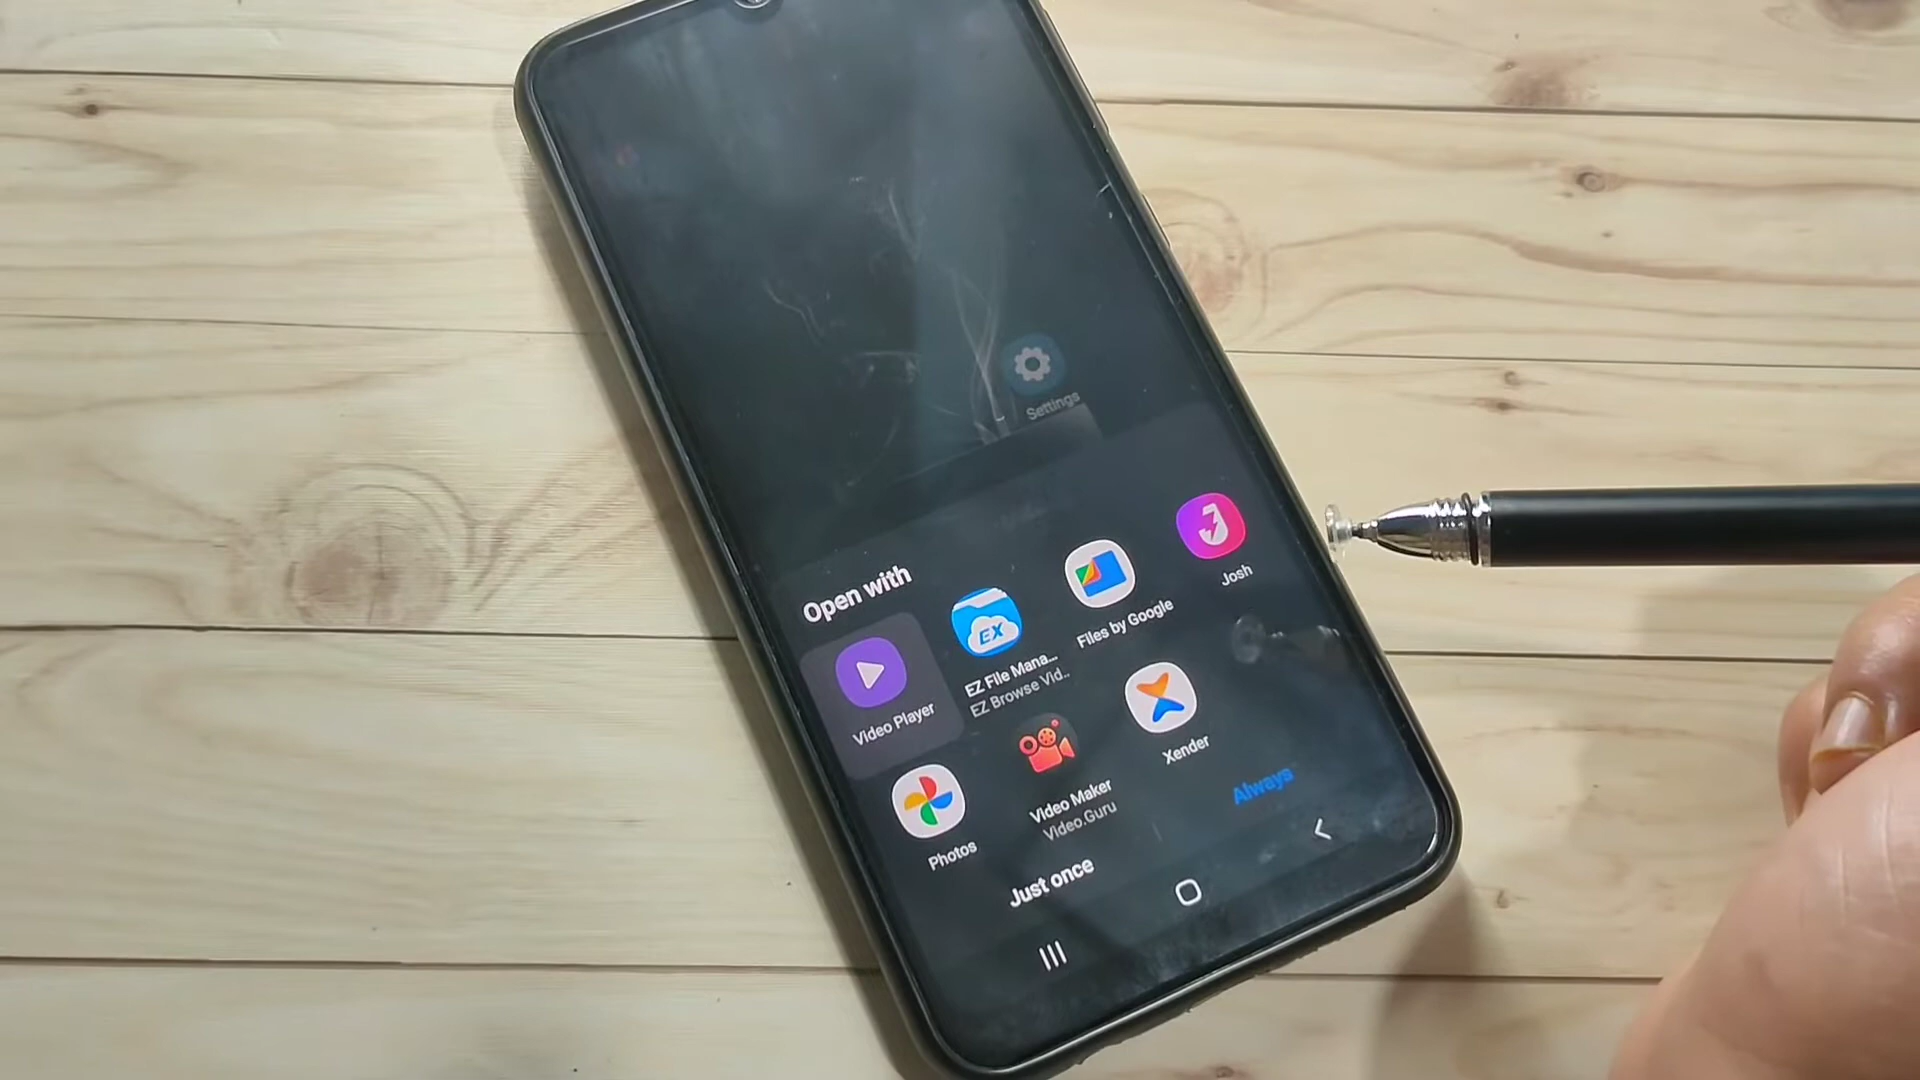 Settings
Open with
Video Player
EZ File Mana...
EZ Browse Vid..
Files by Google
Josh
Photos
Video Maker
Video.Guru
Xender
Just once
Always
EX